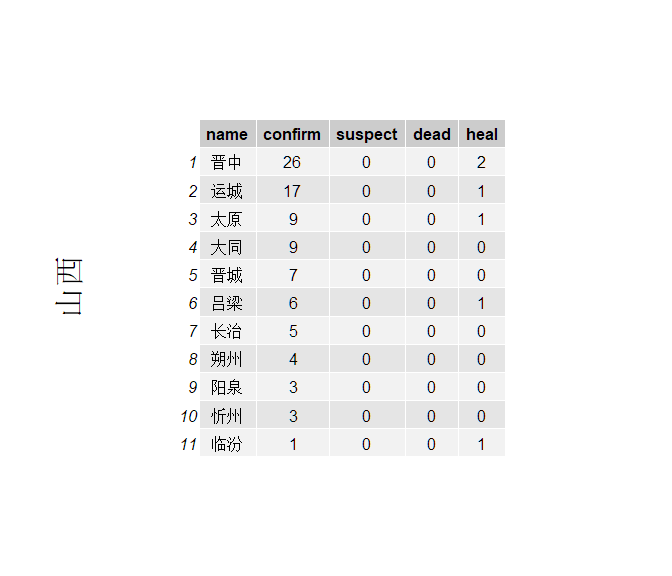 山西
name confirm suspect dead heal
1 晋中 26 0 0 2
2 运城 17 0 0 1
3 太原 9 0 0 1
4 大同 9 0 0 0
5 晋城 7 0 0 0
6 吕梁 6 0 0 1
7 长治 5 0 0 0
8 朔州 4 0 0 0
9 阳泉 3 0 0 0
10 忻州 3 0 0 0
11 临汾 1 0 0 1